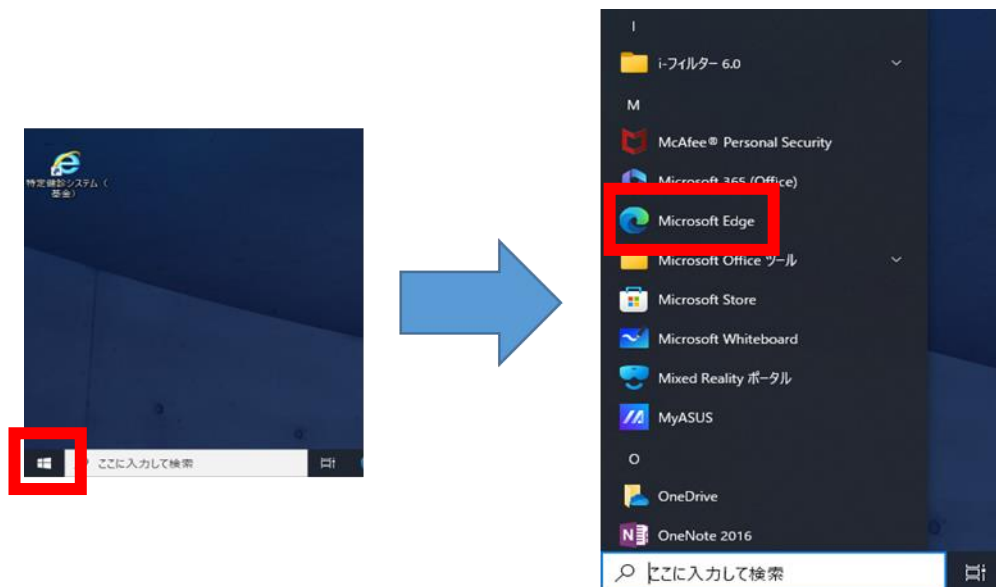 特定健診システム（
基金）
ここに入力して検索
I
i-フィルター 6.0
M
McAfee® Personal Security
Microsoft 365 (Office)
Microsoft Edge
Microsoft Office ツール
Microsoft Store
Microsoft Whiteboard
Mixed Reality ポータル
MyASUS
O
OneDrive
OneNote 2016
ここに入力して検索